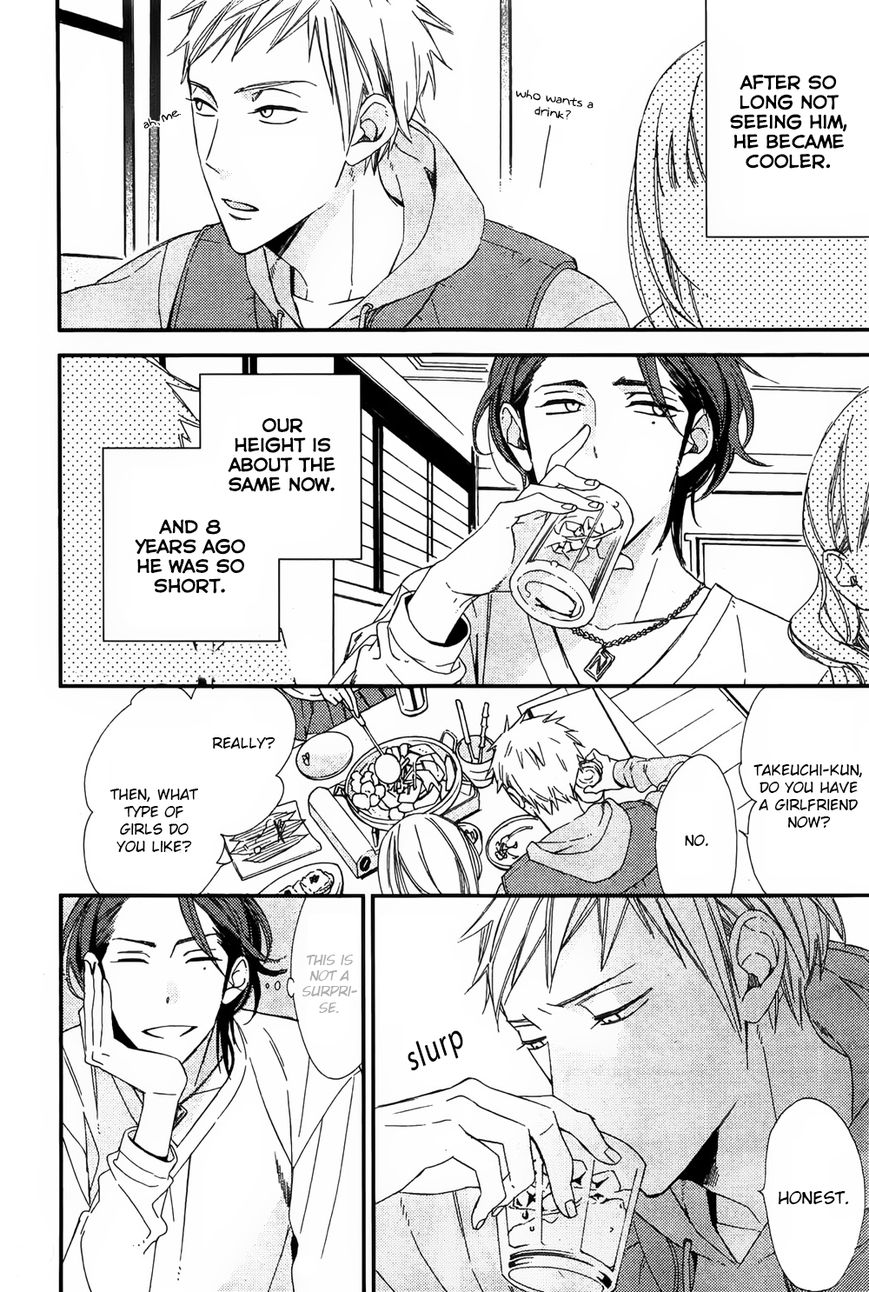 AFTER SO
LONG NOT
SEEING HIM,
HE BECAME
COOLER.
who wants a
drink?
ah, me.
OUR
HEIGHT IS
ABOUT THE
SAME NOW.
AND 8
YEARS AGO
HE WAS SO
SHORT.
TAKEUCHI-KUN,
DO YOU HAVE
A GIRLFRIEND
NOW?
NO.
REALLY?
THEN, WHAT
TYPE OF
GIRLS DO
YOU LIKE?
HONEST.
slurp
THIS IS
NOT A
SURPRI-
SE.
N